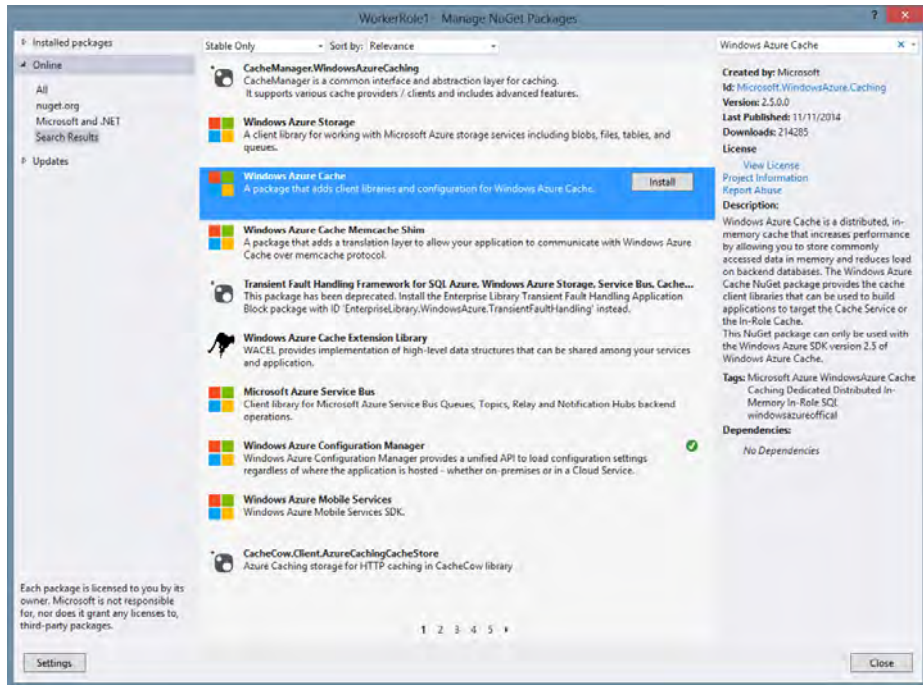 WorkerRole1 - Manage NuGet Packages
? x
Installed packages
Online
All
nuget.org
Microsoft and .NET
Search Results
Updates
Each package is licensed to you by its
owner. Microsoft is not responsible
for, nor does it grant any licenses to,
third-party packages.
Settings
Stable Only
Sort by: Relevance
CacheManager.WindowsAzureCaching
CacheManager is a common interface and abstraction layer for caching.
It supports various cache providers / clients and includes advanced features.
Windows Azure Storage
A client library for working with Microsoft Azure storage services including blobs, files, tables, and
queues.
Windows Azure Cache
A package that adds client libraries and configuration for Windows Azure Cache.
Install
Windows Azure Cache Memcache Shim
A package that adds a translation layer to allow your application to communicate with Windows Azure
Cache over memcache protocol.
Transient Fault Handling Framework for SQL Azure, Windows Azure Storage, Service Bus, Cache...
This package has been deprecated. Install the Enterprise Library Transient Fault Handling Application
Block package with ID 'EnterpriseLibrary.WindowsAzure.TransientFaultHandling' instead.
Windows Azure Cache Extension Library
WACEL provides implementation of high-level data structures that can be shared among your services
and application.
Microsoft Azure Service Bus
Client library for Microsoft Azure Service Bus Queues, Topics, Relay and Notification Hubs backend
operations.
Windows Azure Configuration Manager
Windows Azure Configuration Manager provides a unified API to load configuration settings
regardless of where the application is hosted - whether on-premises or in a Cloud Service.
Windows Azure Mobile Services
Windows Azure Mobile Services SDK.
CacheCow.Client.AzureCachingCacheStore
Azure Caching storage for HTTP caching in CacheCow library
1 2 3 4 5
Windows Azure Cache x
Created by: Microsoft
Id: Microsoft.WindowsAzure.Caching
Version: 2.5.0.0
Last Published: 11/11/2014
Downloads: 214285
License
View License
Project Information
Report Abuse
Description:
Windows Azure Cache is a distributed, in-
memory cache that increases performance
by allowing you to store commonly
accessed data in memory and reduces load
on backend databases. The Windows Azure
Cache NuGet package provides the cache
client libraries that can be used to build
applications to target the Cache Service or
the In-Role Cache.
This NuGet package can only be used with
the Windows Azure SDK version 2.5 of
Windows Azure Cache.
Tags: Microsoft Azure WindowsAzure Cache
Caching Dedicated Distributed In-
Memory In-Role SQL
windowsazureoffical
Dependencies:
No Dependencies
Close